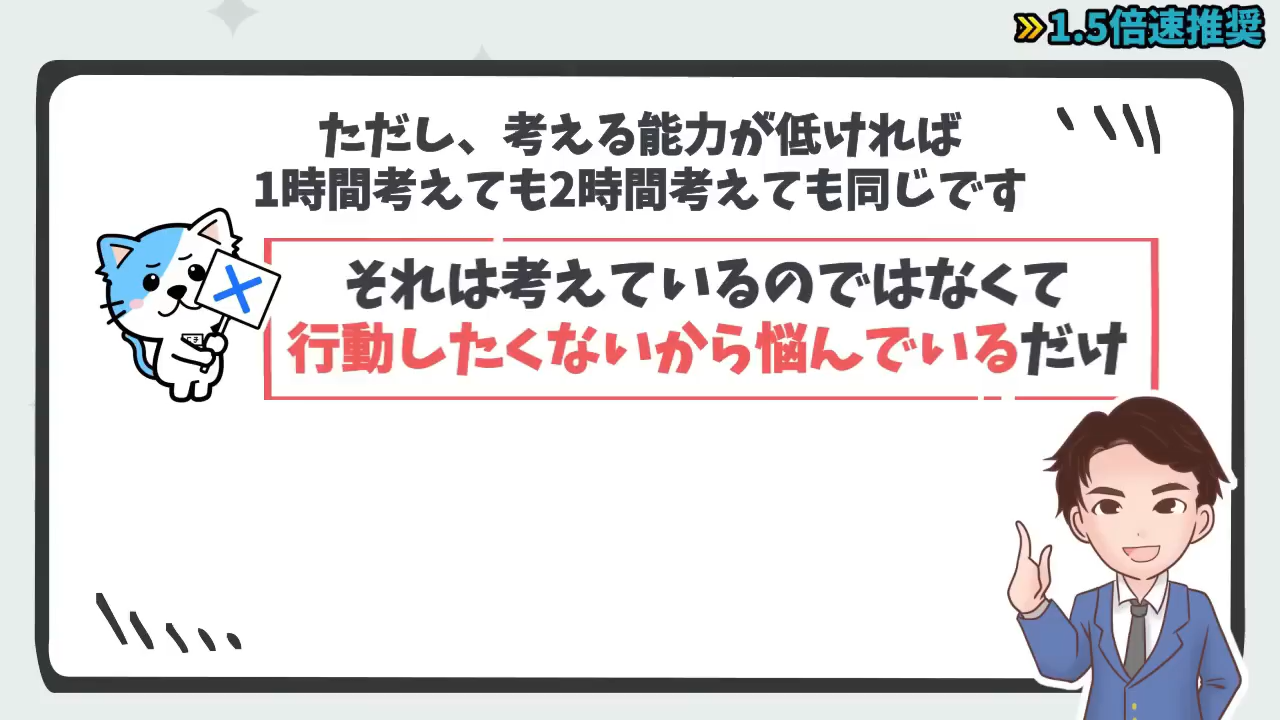 1.5倍速推奨
ただし、考える能力が低ければ
1時間考えても2時間考えても同じです
それは考えているのではなくて
行動したくないから悩んでいるだけ